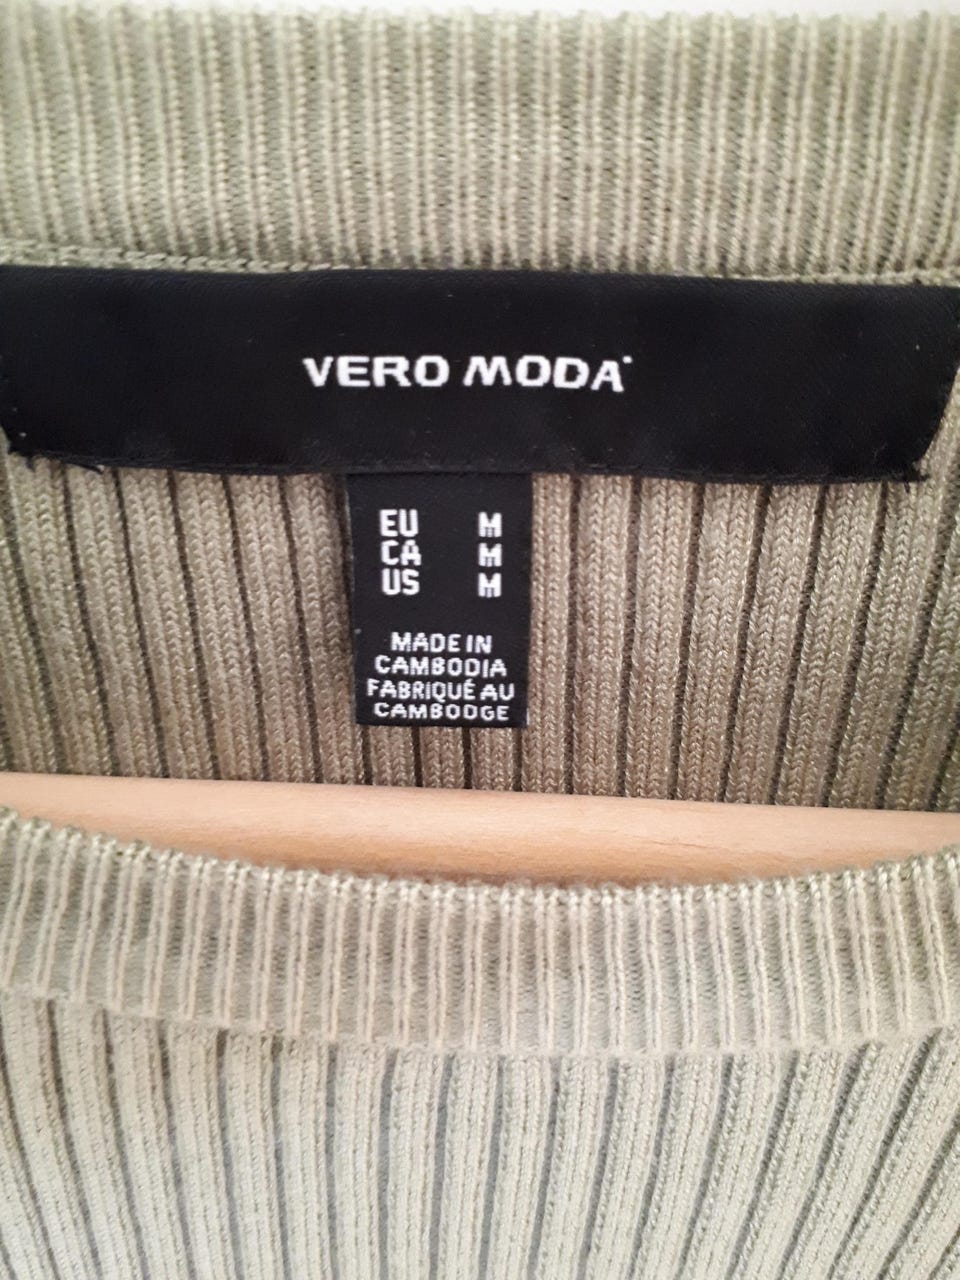 VERO MODA
EU M
CA M
US M
MADE IN
CAMBODIA
FABRIQUÉ AU
CAMBODGE